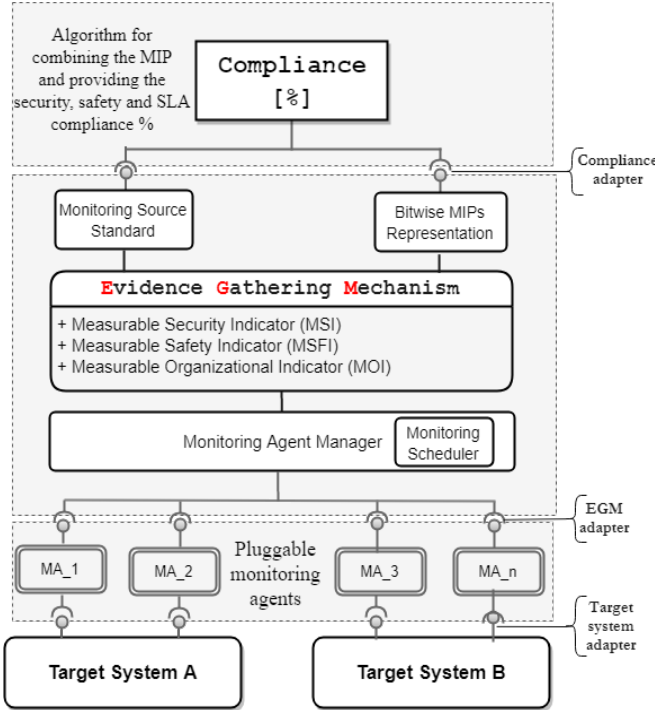 Algorithm for
combining the MIP
and providing the
security, safety and SLA
compliance %
Compliance
[%]
Compliance
adapter
Monitoring Source
Standard
Bitwise MIPs
Representation
Evidence Gathering Mechanism
+ Measurable Security Indicator (MSI)
+ Measurable Safety Indicator (MSFI)
+ Measurable Organizational Indicator (MOI)
Monitoring Agent Manager
Monitoring
Scheduler
EGM
adapter
MA_1
MA_2
Pluggable
monitoring
agents
MA_3
MA_n
Target
system
adapter
Target System A
Target System B